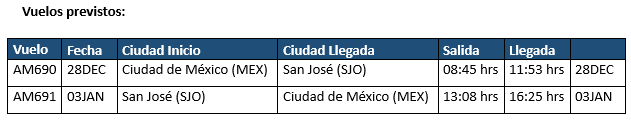 Vuelos previstos:
Vuelo Fecha Ciudad Inicio Ciudad Llegada Salida Llegada
AM690 28DEC Ciudad de México (MEX) San José (SJO) 08:45 hrs 11:53 hrs 28DEC
AM691 03JAN San José (SJO) Ciudad de México (MEX) 13:08 hrs 16:25 hrs 03JAN